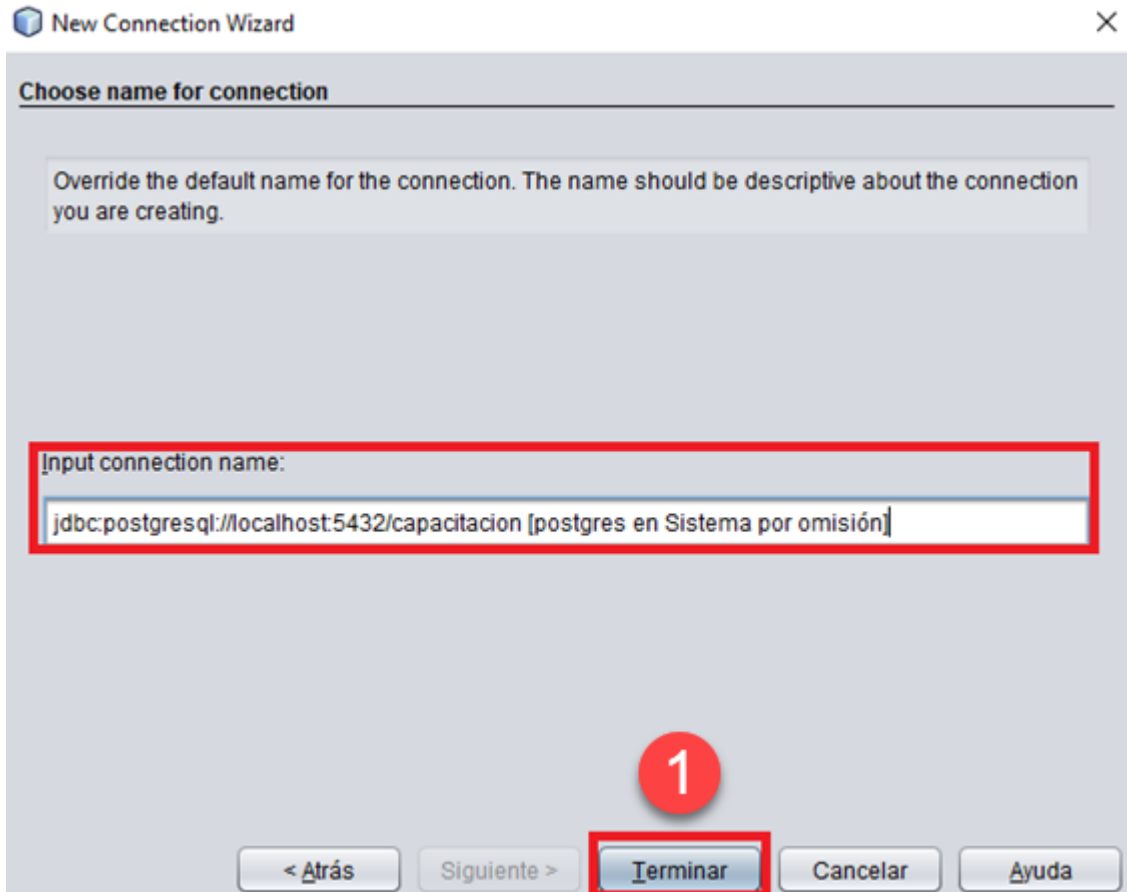 New Connection Wizard
Choose name for connection
Override the default name for the connection. The name should be descriptive about the connection
you are creating.
Input connection name:
jdbc:postgresql://localhost:5432/capacitacion [postgres en Sistema por omisión]
1
< Atrás Siguiente > Terminar Cancelar Ayuda